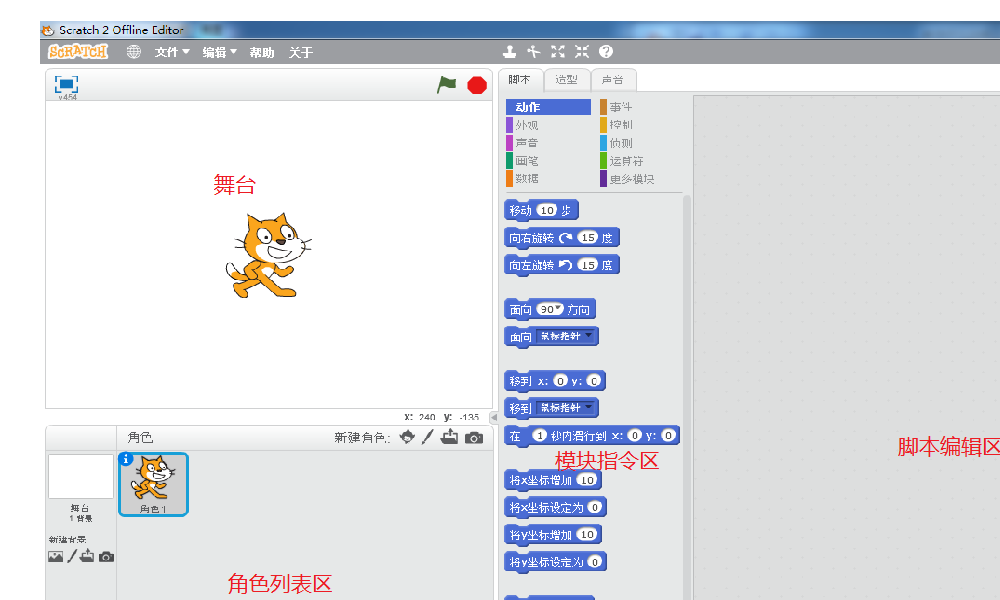 Scratch 2 Offline Editor
SCRATCH 文件 编辑 帮助 关于
v454
脚本 造型 声音
动作 事件
外观 控制
声音 侦测
画笔 运算符
数据 更多模块
舞台
移动 10 步
向右旋转 15 度
向左旋转 15 度
面向 90 方向
面向 鼠标指针
移到 x: 0 y: 0
移到 鼠标指针
在 1 秒内滑行到 x: 0 y: 0
模块指令区
将x坐标增加 10
将x坐标设定为 0
将y坐标增加 10
将y坐标设定为 0
脚本编辑区
x: 240 y: -135
角色 新建角色:
舞台
1 背景
角色1
新建背景
角色列表区